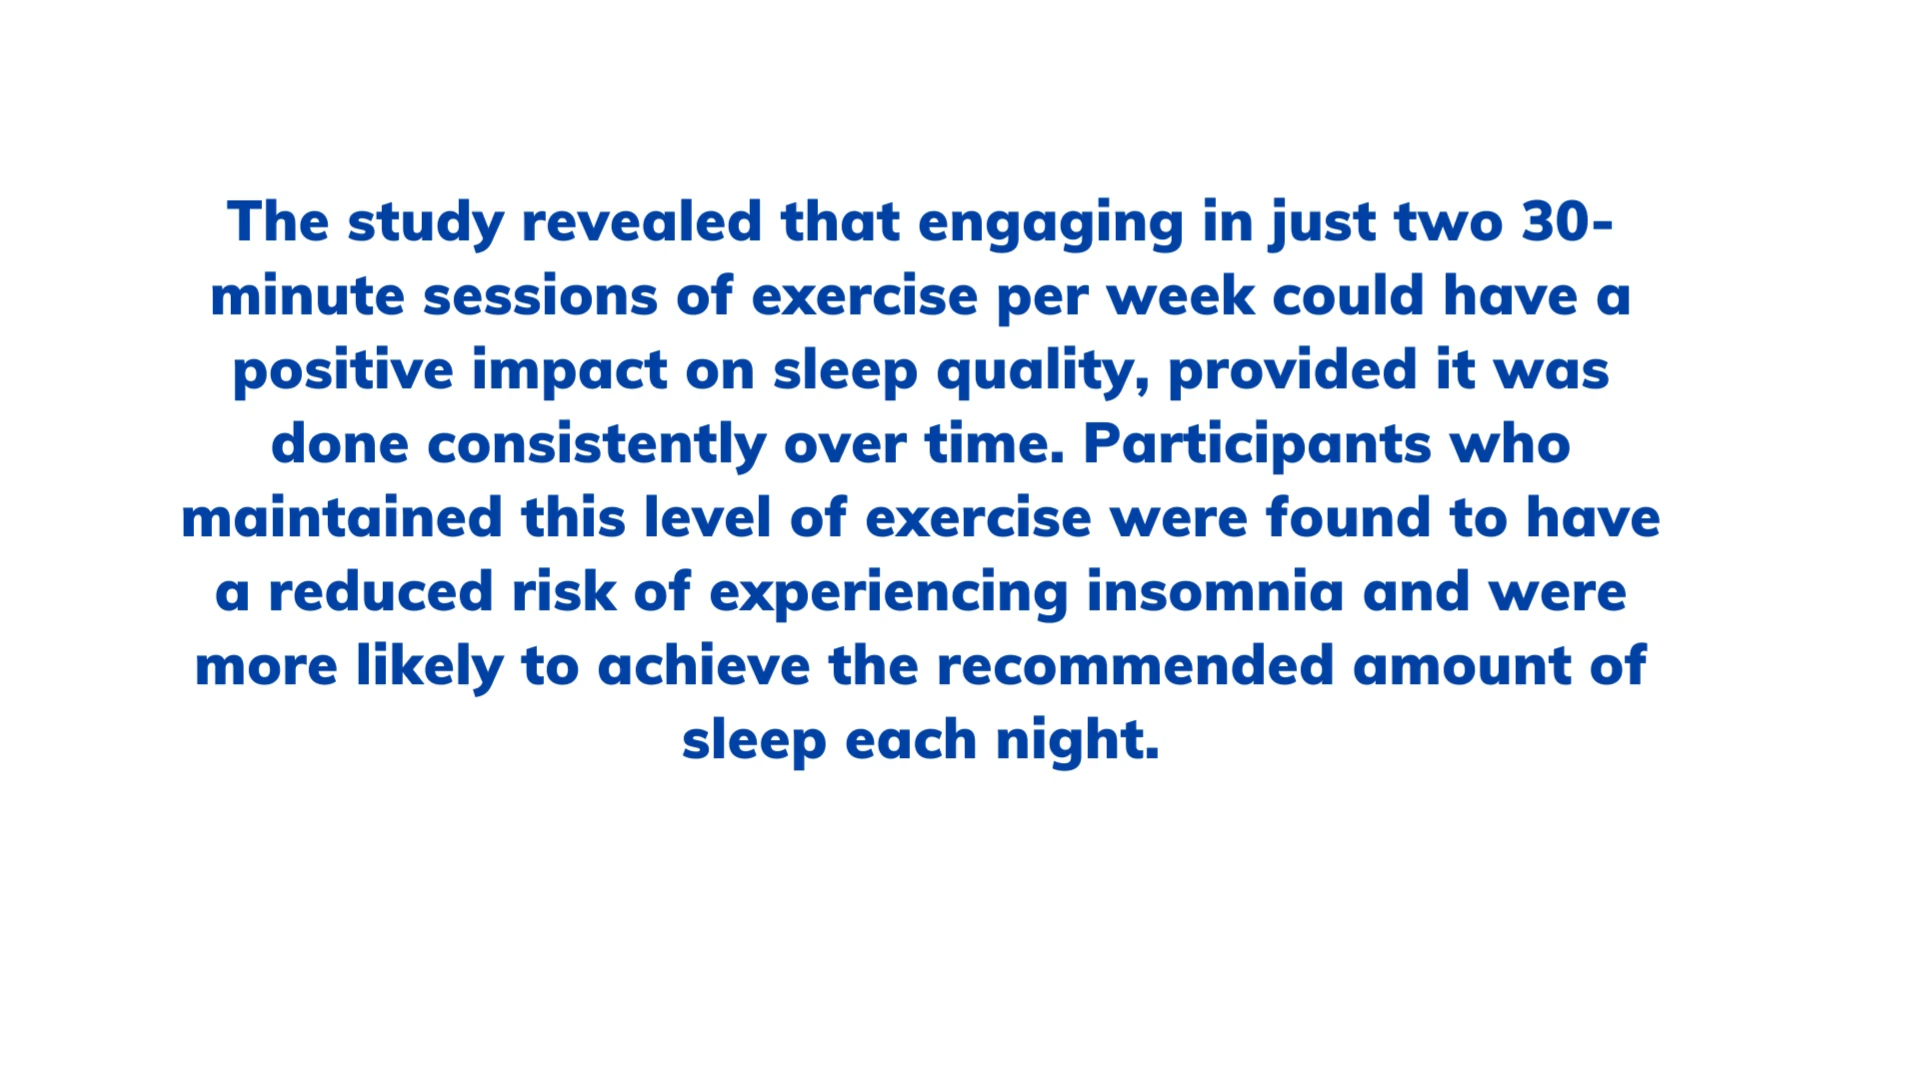 The study revealed that engaging in just two 30-
minute sessions of exercise per week could have a
positive impact on sleep quality, provided it was
done consistently over time. Participants who
maintained this level of exercise were found to have
a reduced risk of experiencing insomnia and were
more likely to achieve the recommended amount of
sleep each night.